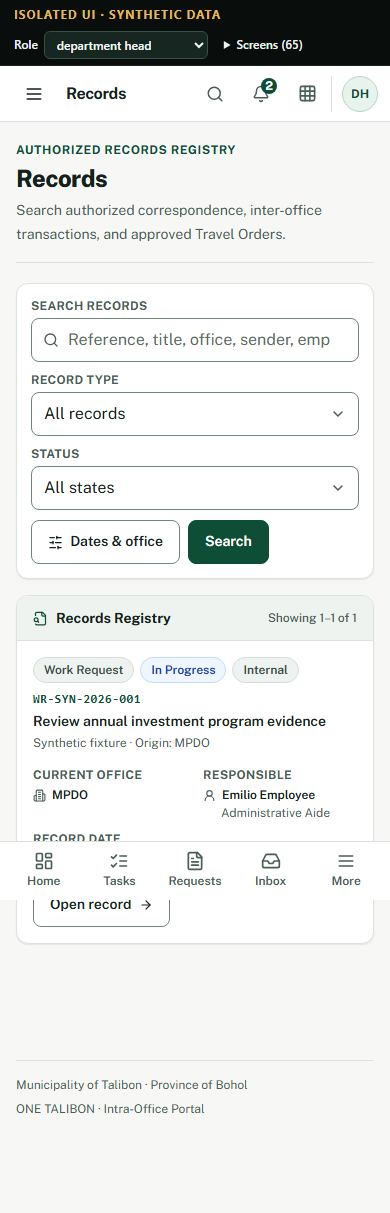 ISOLATED UI · SYNTHETIC DATA
Role department head ▶ Screens (65)
Records 2 DH
AUTHORIZED RECORDS REGISTRY
Records
Search authorized correspondence, inter-office
transactions, and approved Travel Orders.
SEARCH RECORDS
Reference, title, office, sender, emp
RECORD TYPE
All records
STATUS
All states
Dates & office Search
Records Registry Showing 1–1 of 1
Work Request In Progress Internal
WR-SYN-2026-001
Review annual investment program evidence
Synthetic fixture · Origin: MPDO
CURRENT OFFICE RESPONSIBLE
MPDO Emilio Employee
Administrative Aide
RECORD DATE
Home Tasks Requests Inbox More
Open record →
Municipality of Talibon · Province of Bohol
ONE TALIBON · Intra-Office Portal